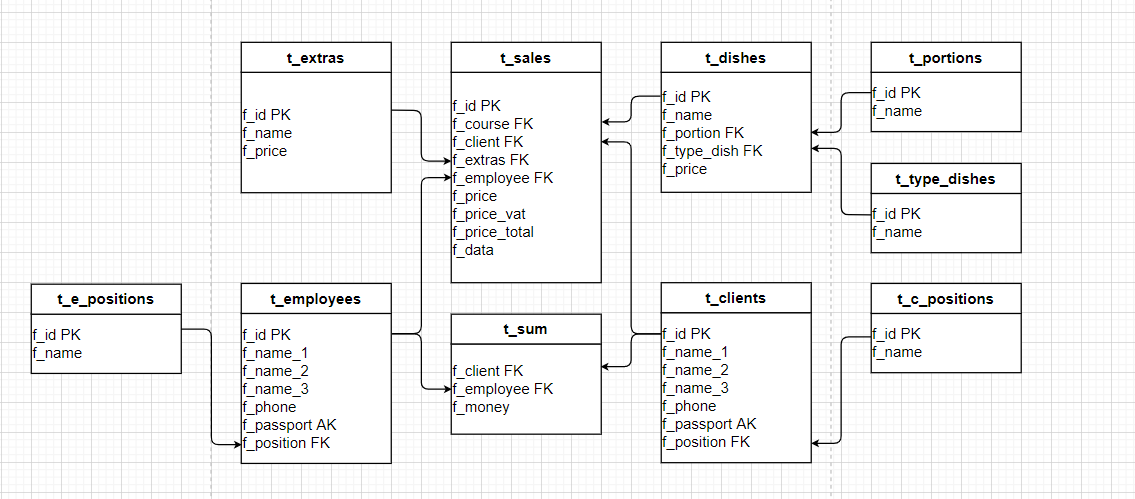 t_extras
f_id PK
f_name
f_price
t_sales
f_id PK
f_course FK
f_client FK
f_extras FK
f_employee FK
f_price
f_price_vat
f_price_total
f_data
t_dishes
f_id PK
f_name
f_portion FK
f_type_dish FK
f_price
t_portions
f_id PK
f_name
t_type_dishes
f_id PK
f_name
t_e_positions
f_id PK
f_name
t_employees
f_id PK
f_name_1
f_name_2
f_name_3
f_phone
f_passport AK
f_position FK
t_sum
f_client FK
f_employee FK
f_money
t_clients
f_id PK
f_name_1
f_name_2
f_name_3
f_phone
f_passport AK
f_position FK
t_c_positions
f_id PK
f_name